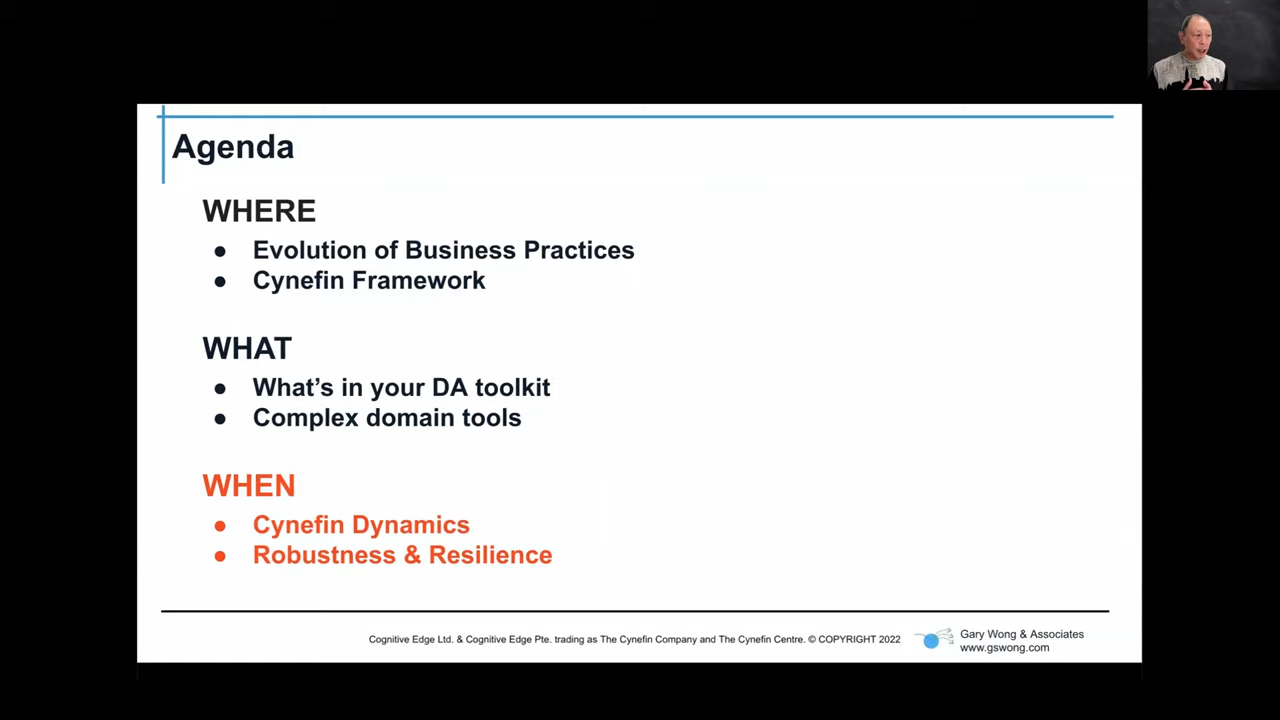 Agenda
WHERE
● Evolution of Business Practices
● Cynefin Framework
WHAT
● What’s in your DA toolkit
● Complex domain tools
WHEN
● Cynefin Dynamics
● Robustness & Resilience
Cognitive Edge Ltd. & Cognitive Edge Pte. trading as The Cynefin Company and The Cynefin Centre. © COPYRIGHT 2022
Gary Wong & Associates
www.gswong.com